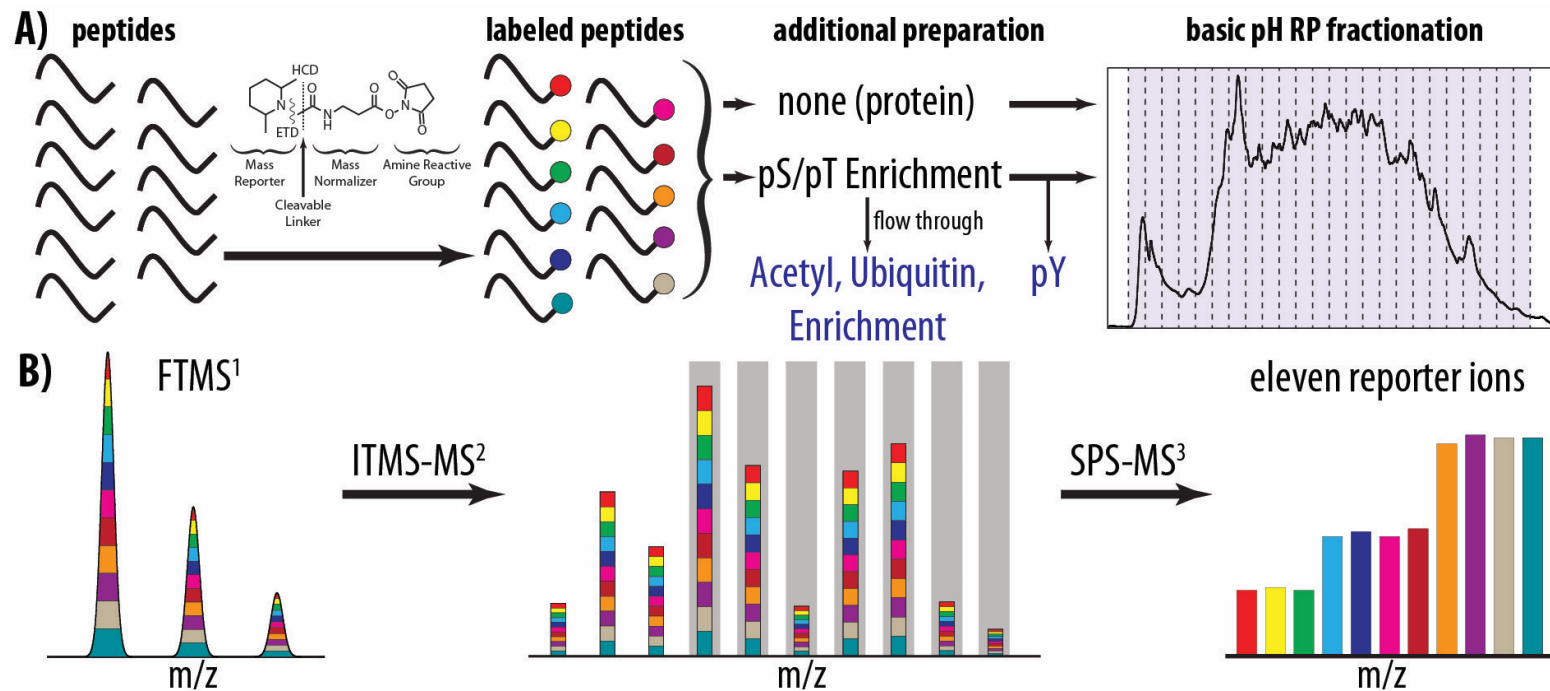 A)
peptides
labeled peptides
additional preparation
basic pH RP fractionation
HCD
N
O
N
H
O
O
N
O
O
ETD
Mass
Reporter
Mass
Normalizer
Amine Reactive
Group
Cleavable
Linker
none (protein)
pS/pT Enrichment
flow through
Acetyl, Ubiquitin,
Enrichment
pY
B)
FTMS¹
m/z
ITMS-MS²
m/z
SPS-MS³
eleven reporter ions
m/z